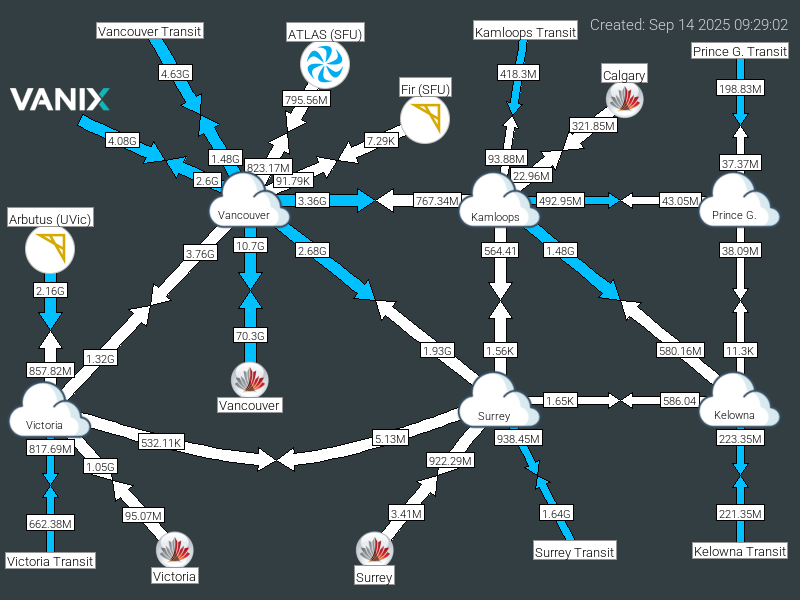 Created: Sep 14 2025 09:29:02
Vancouver Transit
ATLAS (SFU)
Kamloops Transit
Prince G. Transit
4.63G
418.3M
Calgary
198.83M
VANIX
795.56M
Fir (SFU)
321.85M
4.08G
7.29K
1.48G
823.17M
93.88M
37.37M
2.6G
91.79K
22.96M
3.36G
767.34M
492.95M
43.05M
Arbutus (UVic)
Vancouver
Kamloops
Prince G.
3.76G
10.7G
2.68G
564.41
1.48G
38.09M
2.16G
70.3G
1.32G
1.93G
1.56K
580.16M
11.3K
857.82M
Vancouver
1.65K
586.04
Victoria
Surrey
Kelowna
817.69M
532.11K
5.13M
938.45M
223.35M
1.05G
922.29M
662.38M
95.07M
3.41M
1.64G
221.35M
Victoria Transit
Victoria
Surrey
Surrey Transit
Kelowna Transit